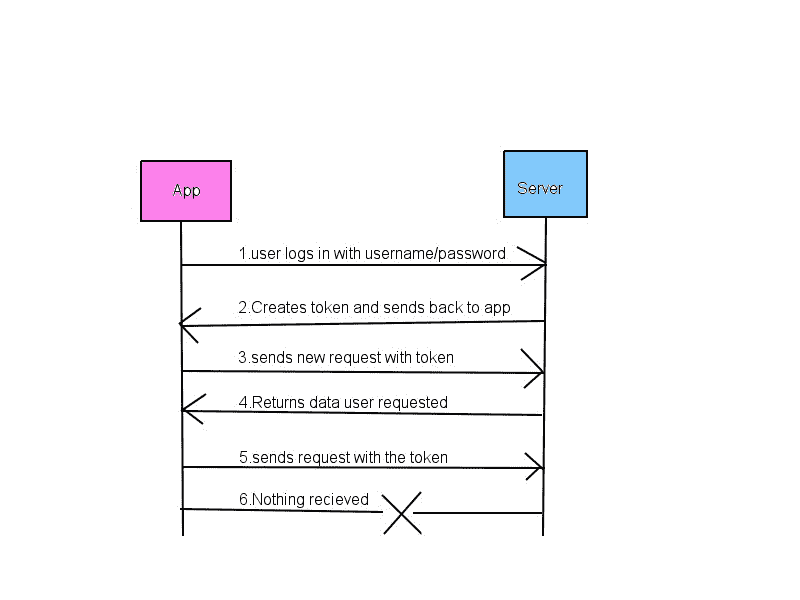 App
Server
1.user logs in with username/password
2.Creates token and sends back to app
3.sends new request with token
4.Returns data user requested
5.sends request with the token
6.Nothing recieved